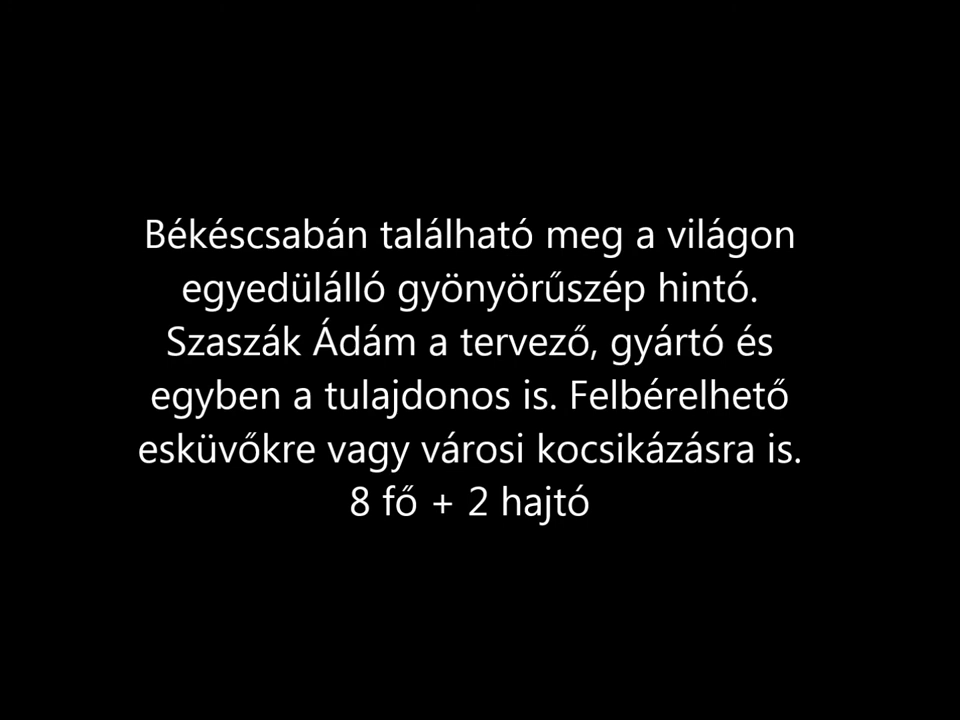 Békéscsabán található meg a világon
egyedülálló gyönyörűszép hintó.
Szaszák Ádám a tervező, gyártó és
egyben a tulajdonos is. Felbérelhető
esküvőkre vagy városi kocsikázásra is.
8 fő + 2 hajtó